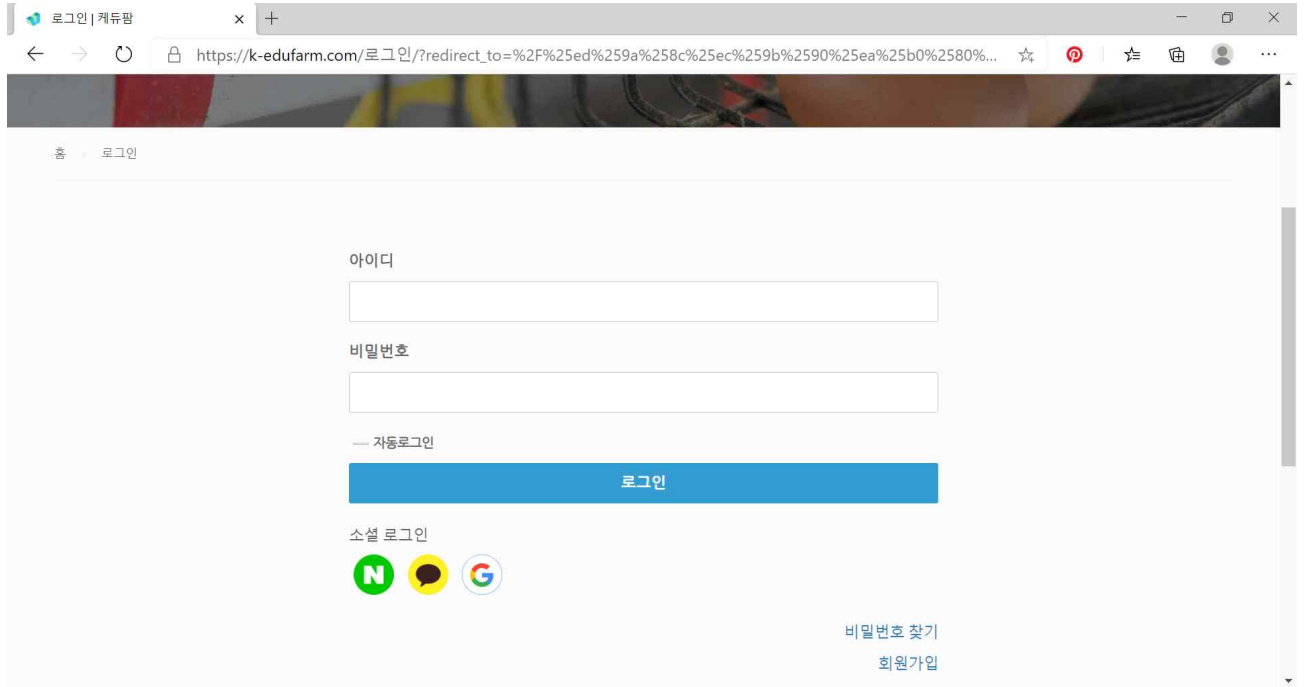 로그인 | 케듀팜
https://k-edufarm.com/로그인/?redirect_to=%2F%25ed%259a%258c%25ec%259b%2590%25ea%25b0%2580%...
홈 로그인
아이디
비밀번호
자동로그인
로그인
소셜 로그인
N G
비밀번호 찾기
회원가입